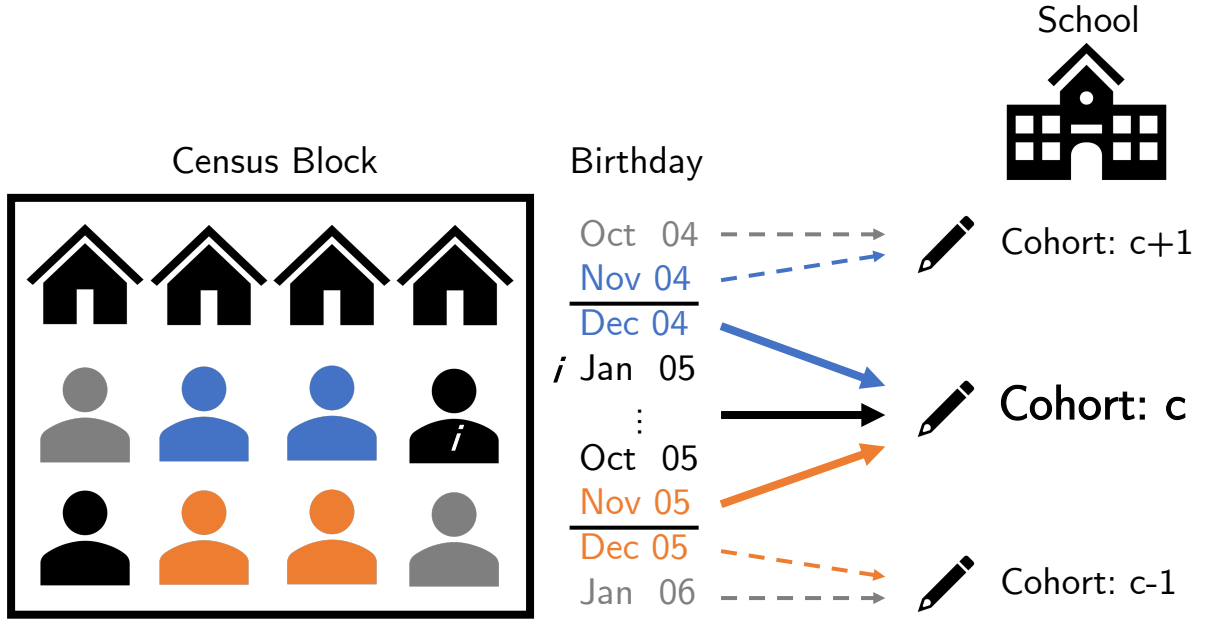 School
Census Block
Birthday
Oct 04
Nov 04
Dec 04
i Jan 05
⋮
Oct 05
Nov 05
Dec 05
Jan 06
i
Cohort: c+1
Cohort: c
Cohort: c-1